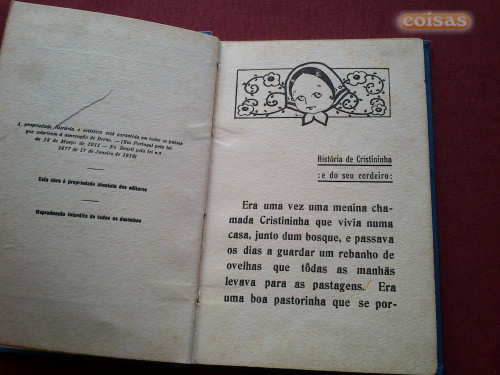 A propriedade literária e artística está garantida em todos os países
que aderiram à convenção de Berne. — (Em Portugal pela lei
de 18 de Março de 1911 — No Brasil pela lei n.º
2577 de 17 de Janeiro de 1912)
Esta obra é propriedade absoluta dos editores
Reprodução interdita de todos os desenhos
coisas
História de Cristininha
:e do seu cordeiro:
Era uma vez uma menina cha-
mada Cristininha que vivia numa
casa, junto dum bosque, e passava
os dias a guardar um rebanho de
ovelhas que tôdas as manhãs
levava para as pastagens. Era
uma boa pastorinha que se por-